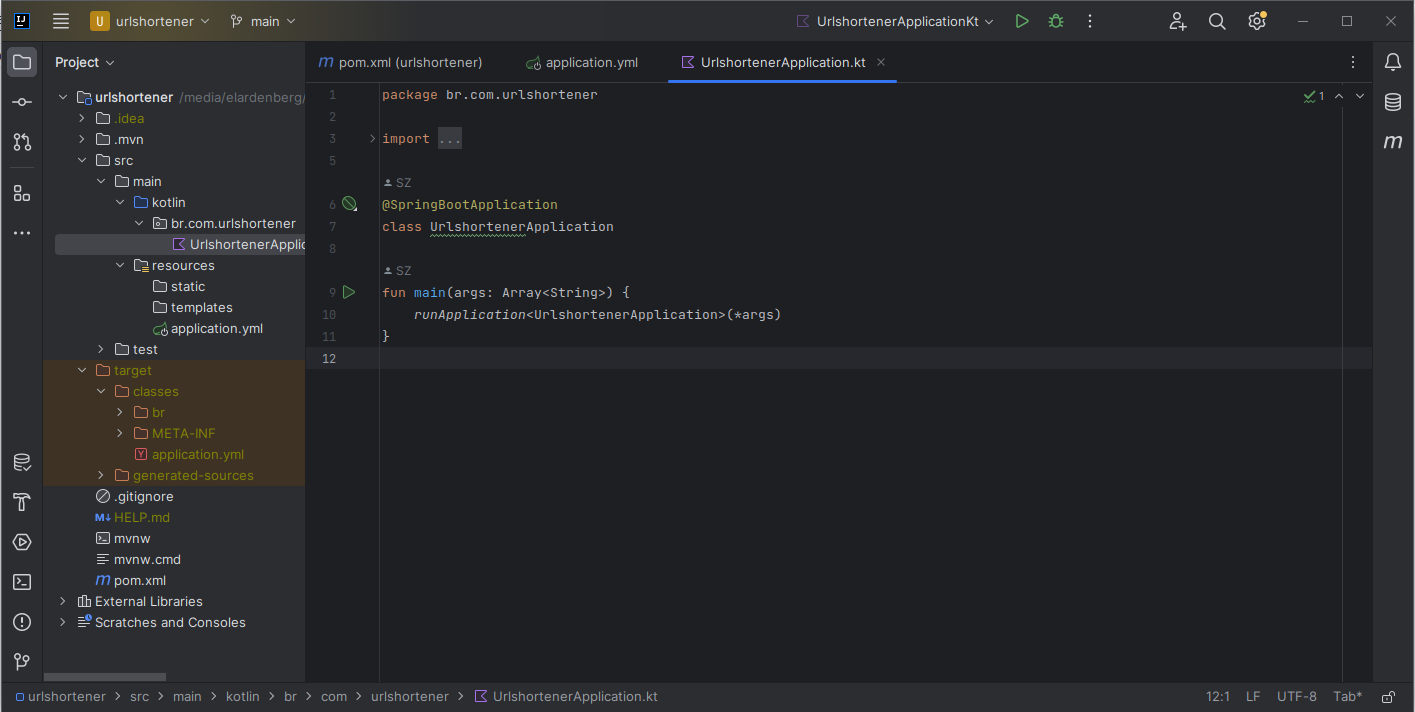 U urlshortener main UrlshortenerApplicationKt
Project
pom.xml (urlshortener) application.yml UrlshortenerApplication.kt
urlshortener /media/elardenberg/
.idea
.mvn
src
main
kotlin
br.com.urlshortener
UrlshortenerApplic
resources
static
templates
application.yml
test
target
classes
br
META-INF
application.yml
generated-sources
.gitignore
M↓ HELP.md
mvnw
mvnw.cmd
m pom.xml
External Libraries
Scratches and Consoles
1 package br.com.urlshortener
1
2
3 import ...
5
SZ
6 @SpringBootApplication
7 class UrlshortenerApplication
8
SZ
9 fun main(args: Array<String>) {
10 runApplication<UrlshortenerApplication>(*args)
11 }
12
urlshortener > src > main > kotlin > br > com > urlshortener > UrlshortenerApplication.kt
12:1 LF UTF-8 Tab*